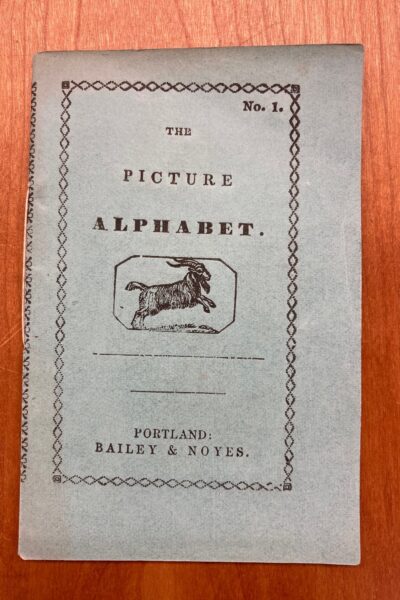 No. 1.
THE
PICTURE
ALPHABET.
PORTLAND:
BAILEY & NOYES.